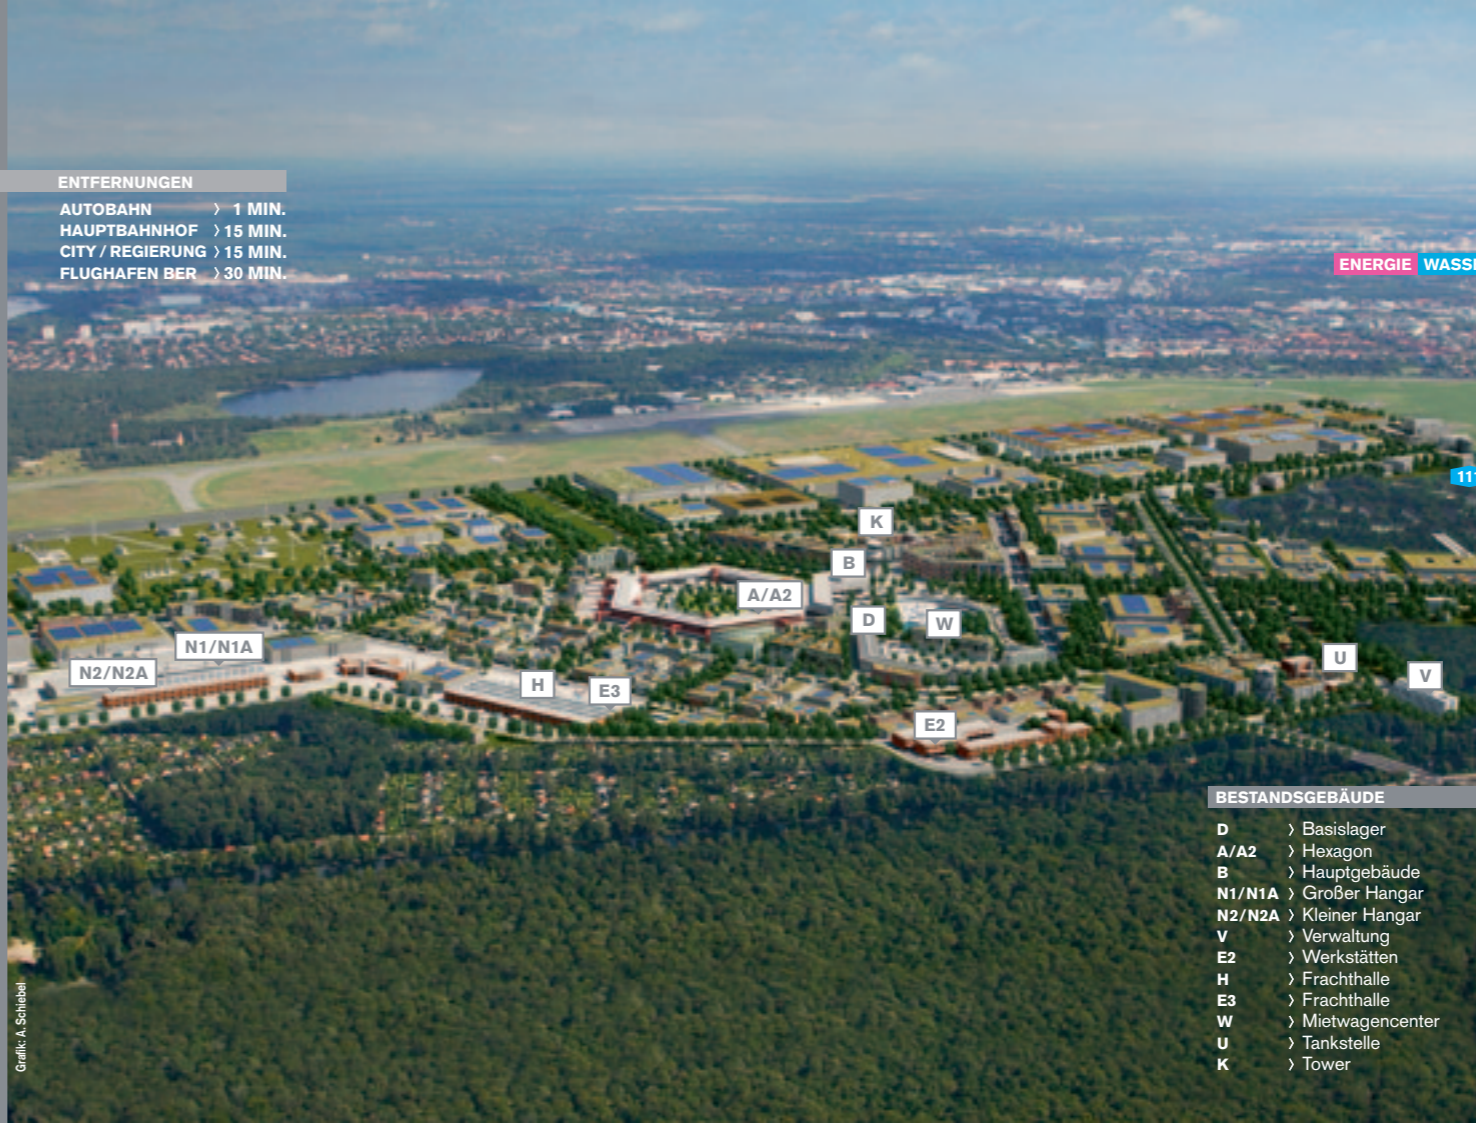 ENTFERNUNGEN
AUTOBAHN › 1 MIN.
HAUPTBAHNHOF › 15 MIN.
CITY / REGIERUNG › 15 MIN.
FLUGHAFEN BER › 30 MIN.
ENERGIE
111
K
B
A/A2
D
W
N1/N1A
N2/N2A
H
E3
U
V
E2
BESTANDSGEBÄUDE
D › Basislager
A/A2 › Hexagon
B › Hauptgebäude
N1/N1A › Großer Hangar
N2/N2A › Kleiner Hangar
V › Verwaltung
E2 › Werkstätten
H › Frachthalle
E3 › Frachthalle
W › Mietwagencenter
U › Tankstelle
K › Tower
Grafik: A. Schiebel